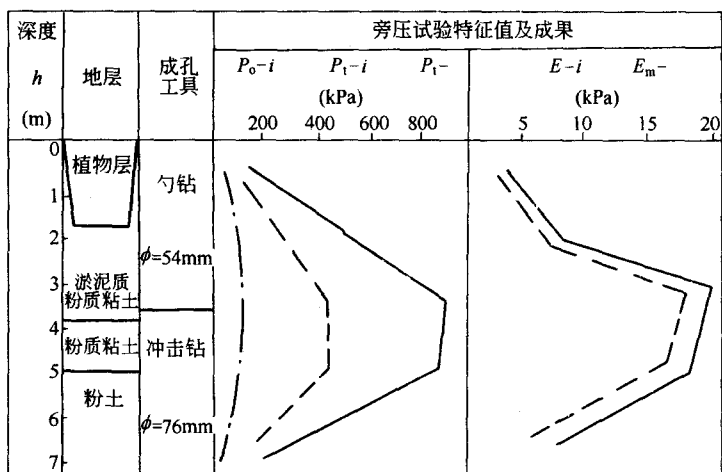 深度
h
(m)
地层
成孔
工具
旁压试验特征值及成果
P₀-i P₁-i P₁-
(kPa)
200 400 600 800
E-i Eₘ-
(kPa)
5 10 15 20
0
1
2
3
4
5
6
7
植物层
淤泥质
粉质粘土
粉质粘土
粉土
勺钻
ϕ=54mm
冲击钻
ϕ=76mm